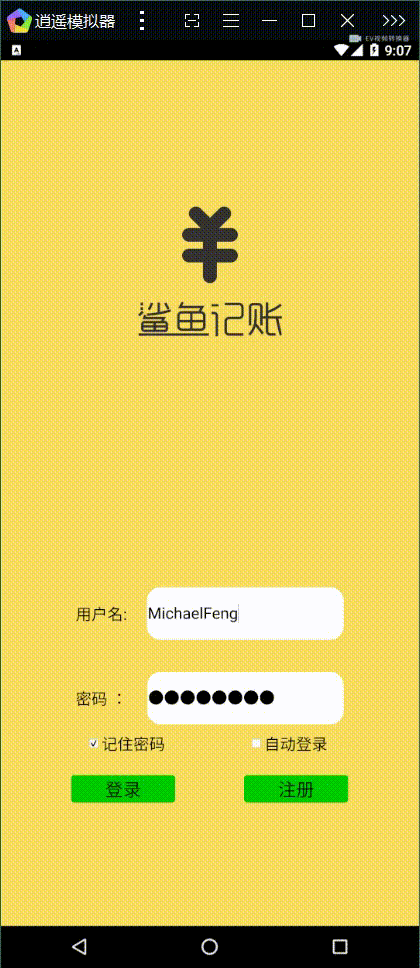 逍遥模拟器
EV视频转换器
A
9:07
鲨鱼记账
用户名:
MichaelFeng
密码 :
●●●●●●●●
记住密码
自动登录
登录
注册